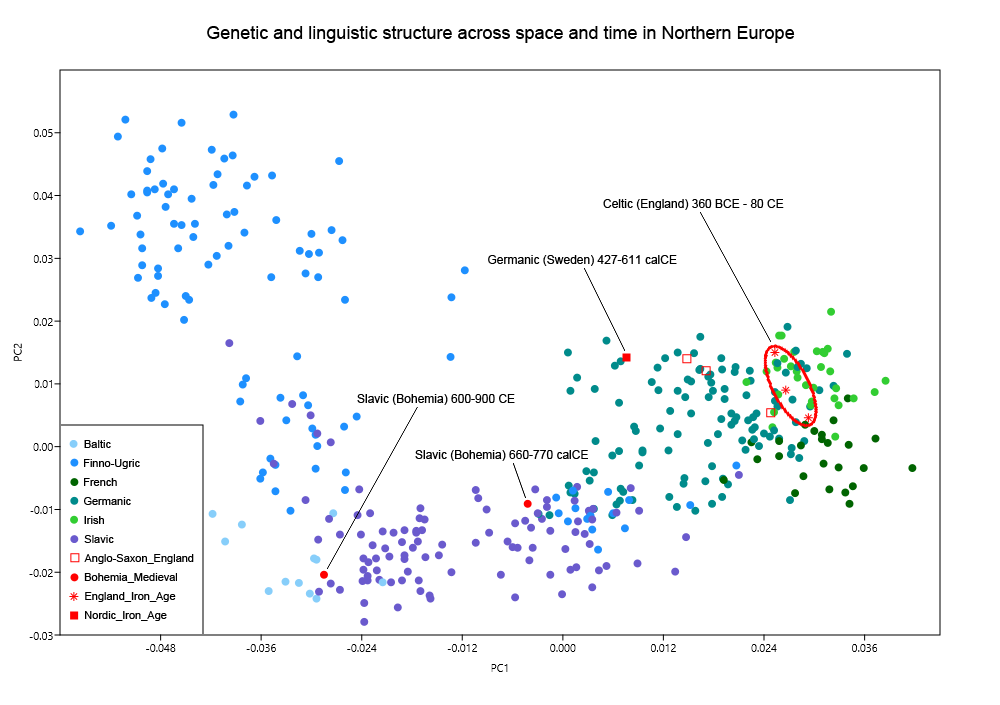 Genetic and linguistic structure across space and time in Northern Europe
Celtic (England) 360 BCE - 80 CE
Germanic (Sweden) 427-611 calCE
Slavic (Bohemia) 600-900 CE
Slavic (Bohemia) 660-770 calCE
PC2
0.05
0.04
0.03
0.02
0.01
0.00
-0.01
-0.02
-0.03
Baltic
Finno-Ugric
French
Germanic
Irish
Slavic
Anglo-Saxon_England
Bohemia_Medieval
England_Iron_Age
Nordic_Iron_Age
-0.048 -0.036 -0.024 -0.012 0.000 0.012 0.024 0.036
PC1